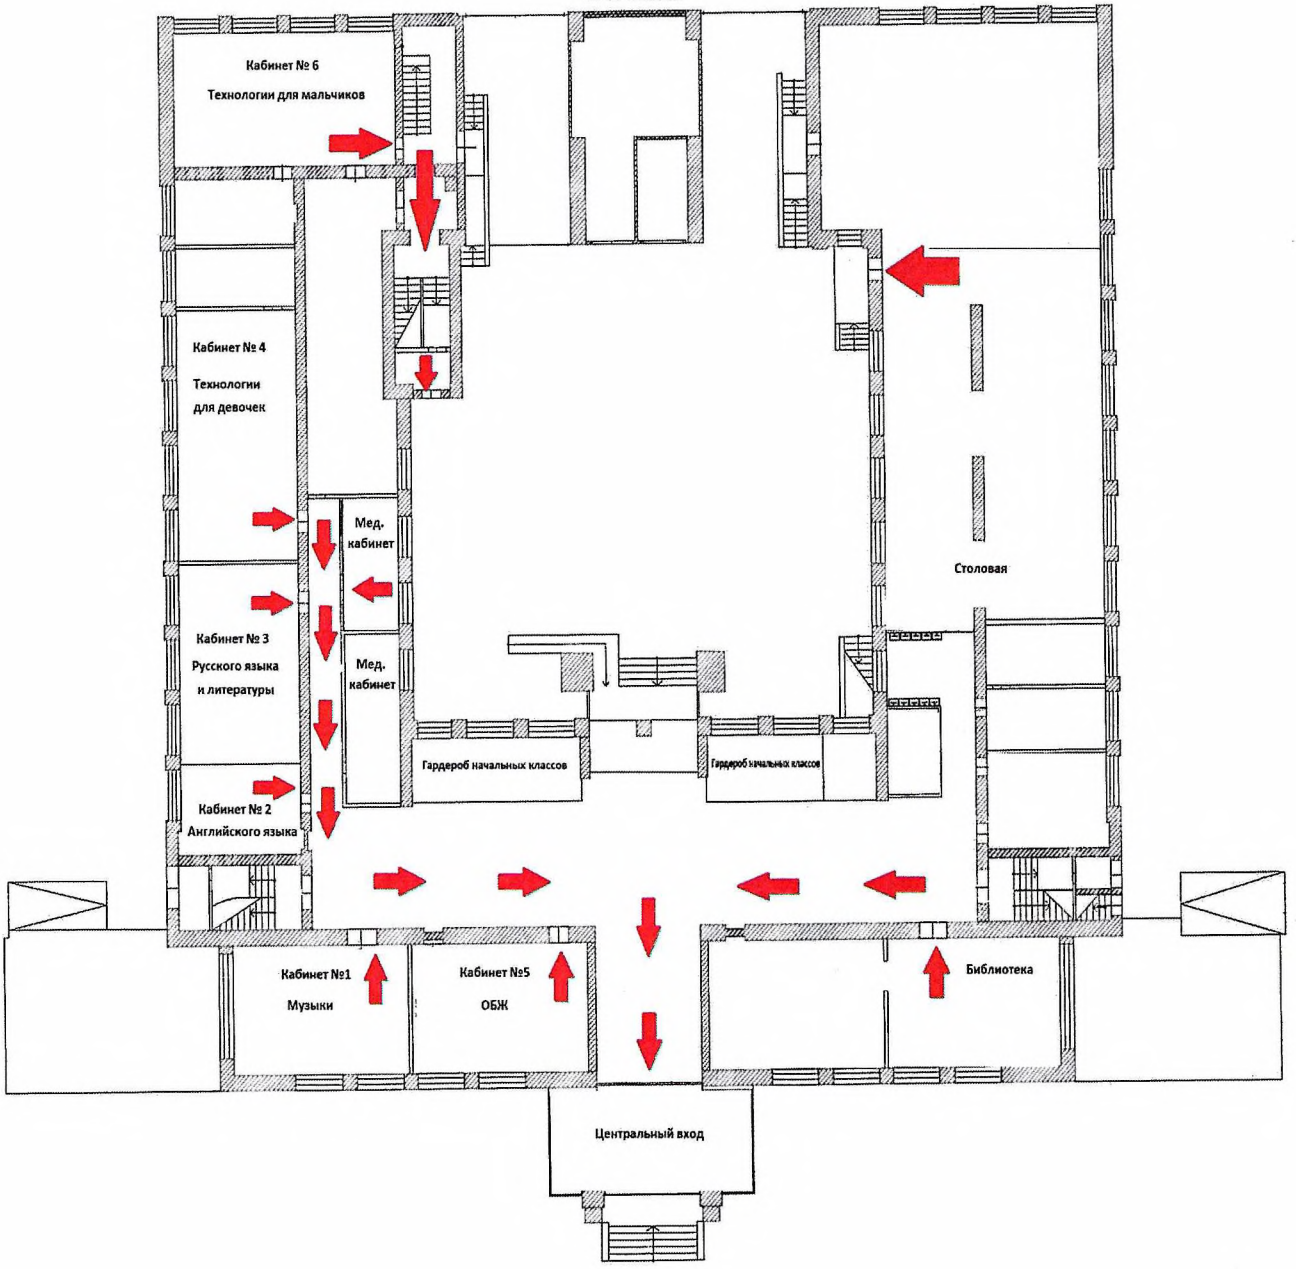 Кабинет № 6
Технологии для мальчиков
Кабинет № 4
Технологии
для девочек
Мед.
кабинет
Столовая
Кабинет № 3
Русского языка
и литературы
Мед.
кабинет
Гардероб начальных классов
Гардероб начальных классов
Кабинет № 2
Английского языка
Кабинет №1
Музыки
Кабинет №5
ОБЖ
Библиотека
Центральный вход